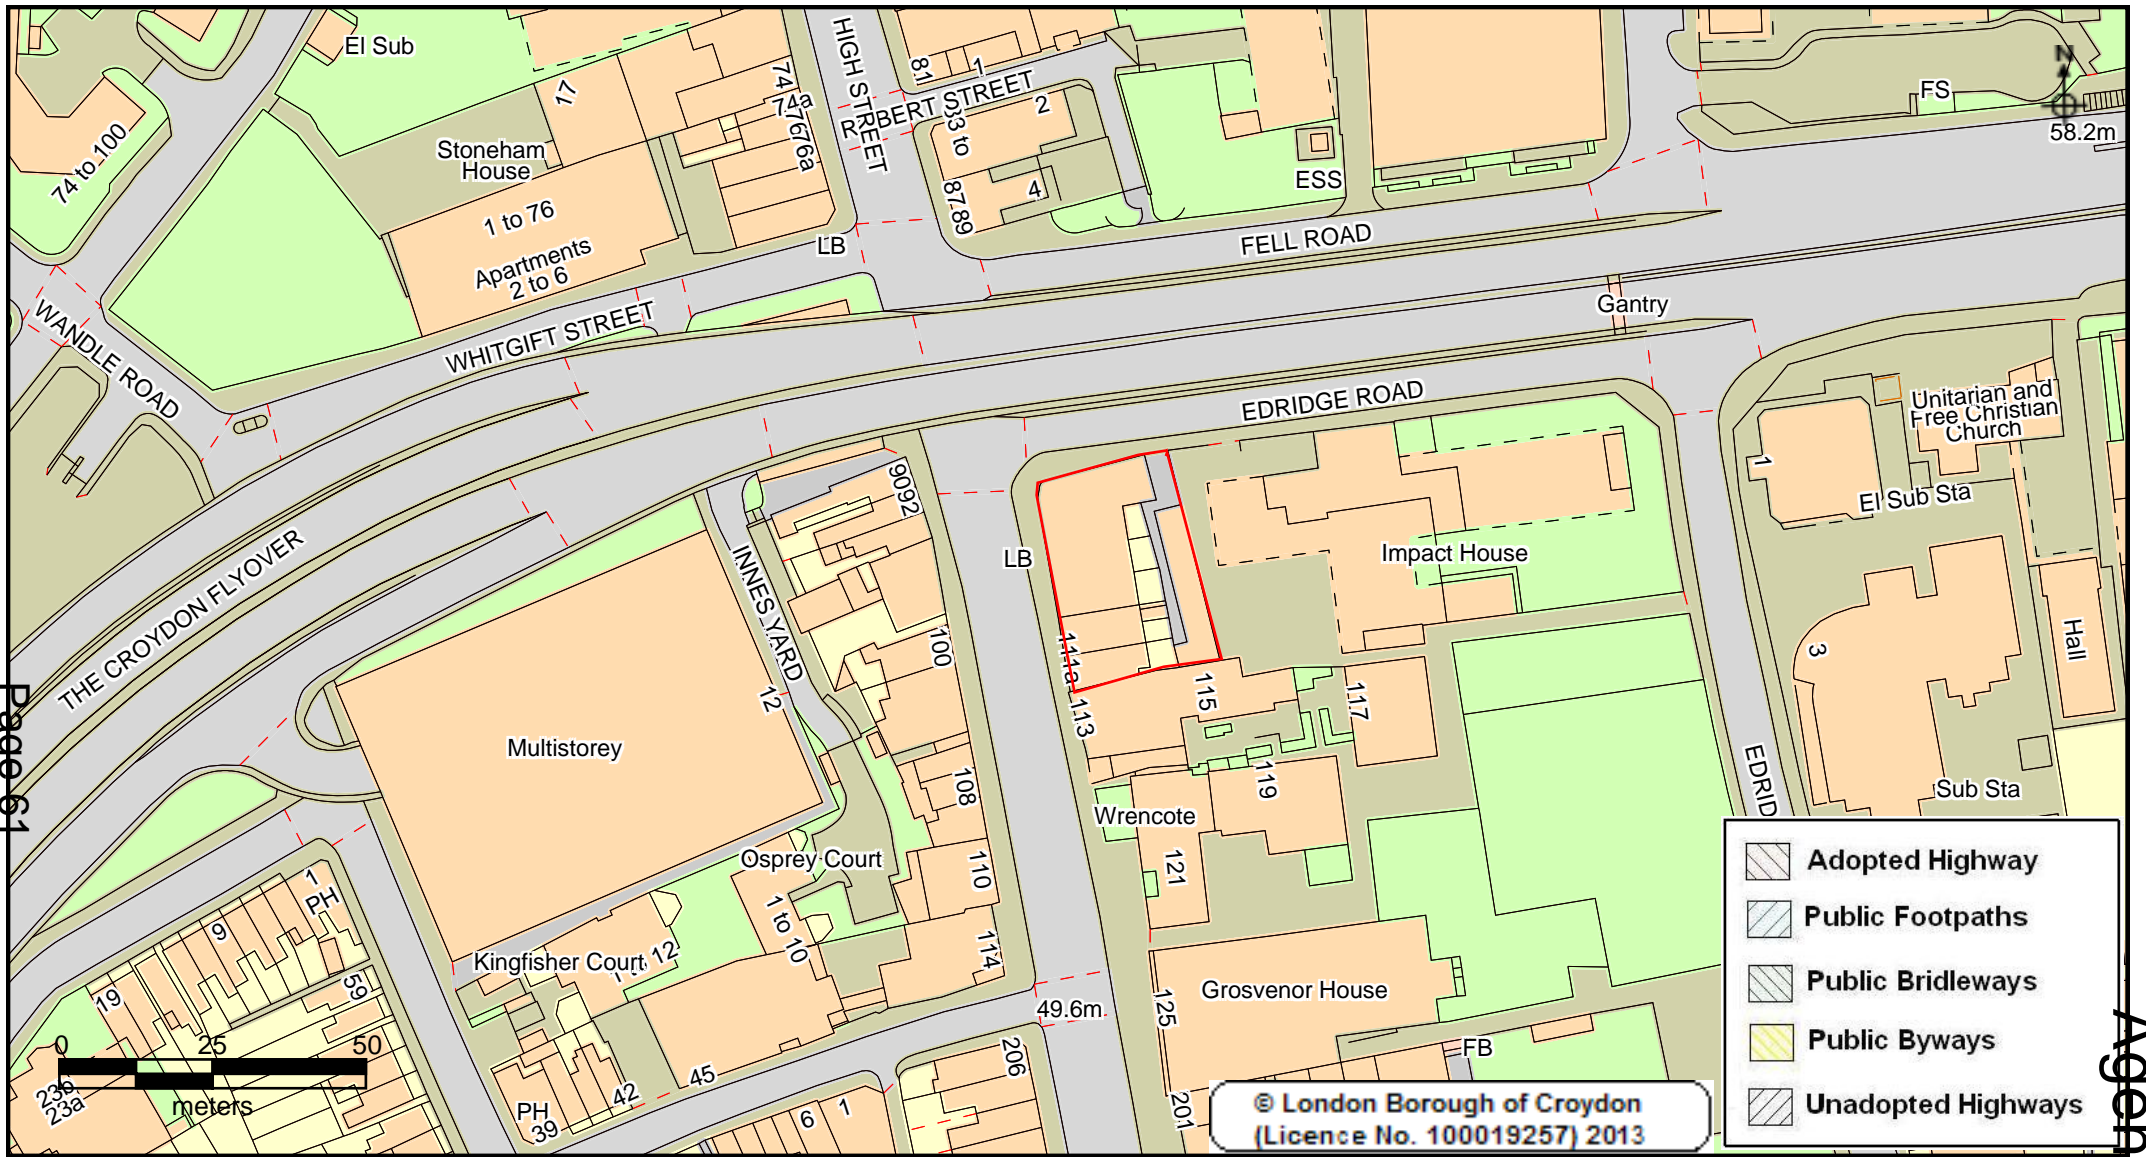 El Sub
17
74
74a
76
76a
HIGH STREET
81
1
ROBERT STREET
2
83 to
87
89
4
ESS
FS
N
58.2m
74 to 100
Stoneham
House
1 to 76
Apartments
2 to 6
LB
FELL ROAD
Gantry
WANDLE ROAD
WHITGIFT STREET
EDRIDGE ROAD
Unitarian and
Free Christian
Church
1
El Sub Sta
90
92
LB
Impact House
INNES YARD
THE CROYDON FLYOVER
100
111a
113
115
117
3
Hall
Page 61
12
Multistorey
108
119
EDRID
Sub Sta
Wrencote
121
Osprey Court
110
1
PH
9
1 to 10
Kingfisher Court
12
114
59
19
Grosvenor House
125
49.6m
0 25 50
meters
23b
23a
PH
39
42
45
6
1
206
FB
201
Adopted Highway
Public Footpaths
Public Bridleways
Public Byways
Unadopted Highways
© London Borough of Croydon
(Licence No. 100019257) 2013
Agen